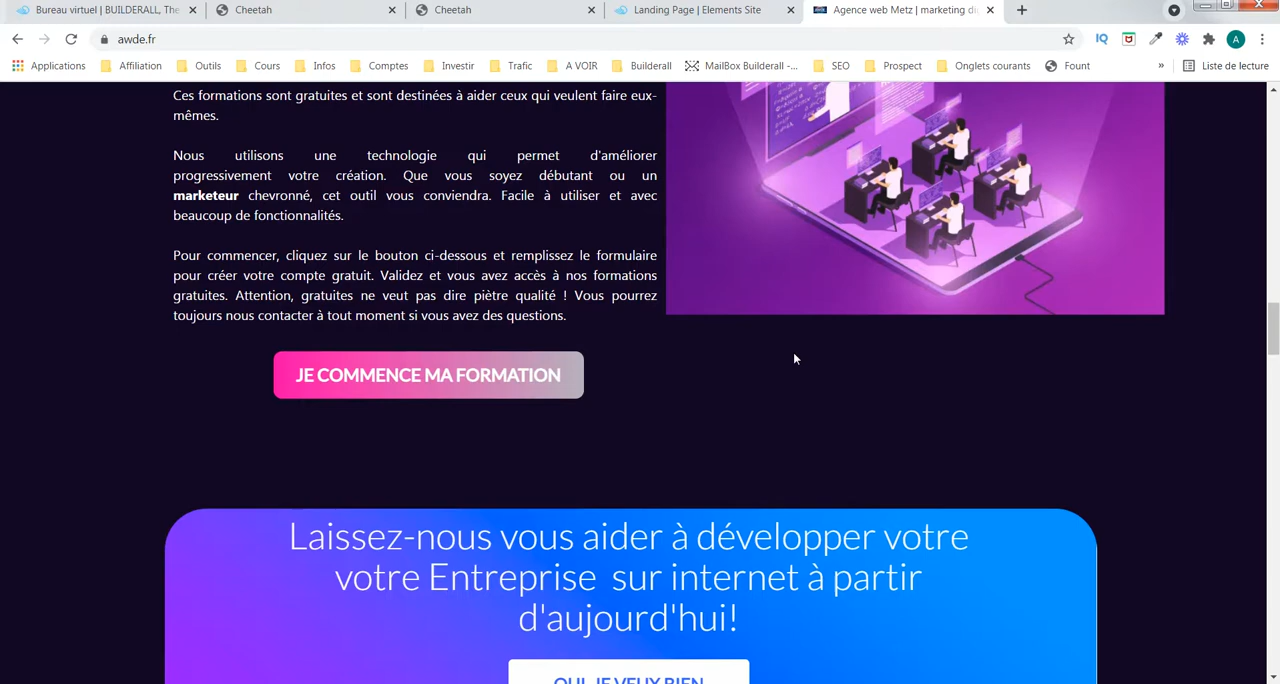 Bureau virtuel | BUILDERALL, The
Cheetah
Cheetah
Landing Page | Elements Site
Agence web Metz | marketing di
awde.fr
IQ
A
Applications
Affiliation
Outils
Cours
Infos
Comptes
Investir
Trafic
A VOIR
Builderall
MailBox Builderall -...
SEO
Prospect
Onglets courants
Fount
»
Liste de lecture
Ces formations sont gratuites et sont destinées à aider ceux qui veulent faire eux-
mêmes.
Nous utilisons une technologie qui permet d'améliorer
progressivement votre création. Que vous soyez débutant ou un
marketeur chevronné, cet outil vous conviendra. Facile à utiliser et avec
beaucoup de fonctionnalités.
Pour commencer, cliquez sur le bouton ci-dessous et remplissez le formulaire
pour créer votre compte gratuit. Validez et vous avez accès à nos formations
gratuites. Attention, gratuites ne veut pas dire piètre qualité ! Vous pourrez
toujours nous contacter à tout moment si vous avez des questions.
JE COMMENCE MA FORMATION
Laissez-nous vous aider à développer votre
votre Entreprise sur internet à partir
d'aujourd'hui!
OUI JE VEUX BIEN